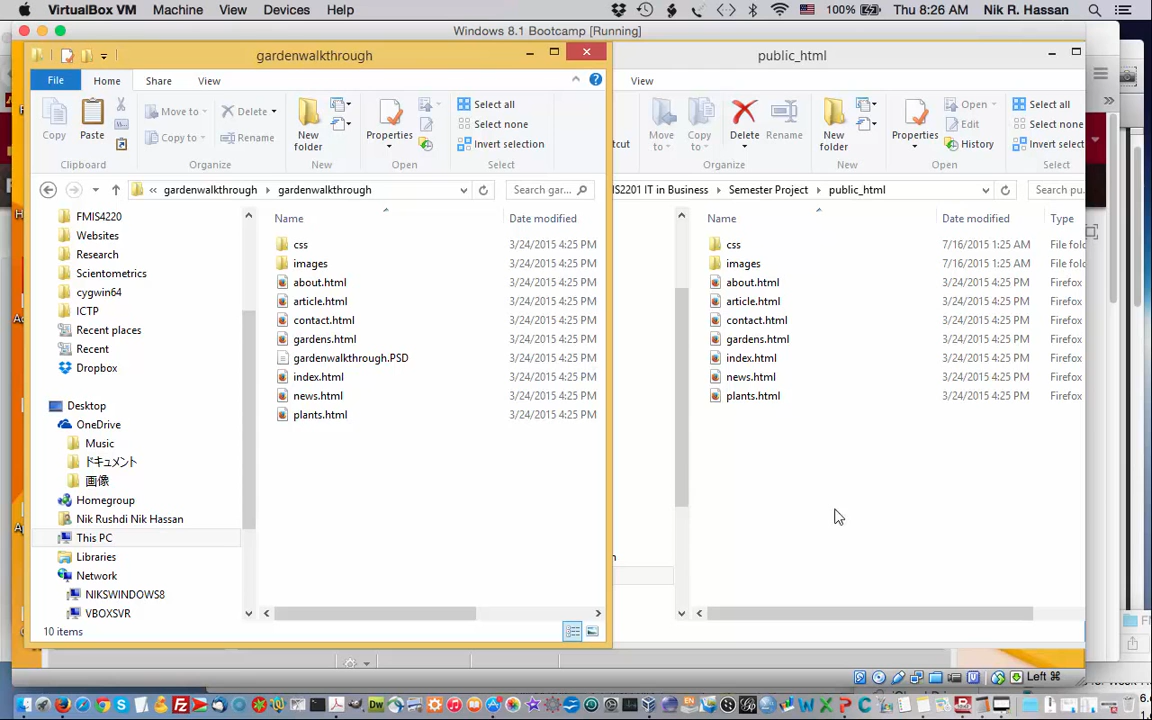 VirtualBox VM Machine View Devices Help 100% Thu 8:26 AM Nik R. Hassan
Windows 8.1 Bootcamp [Running]
gardenwalkthrough
File Home Share View
Copy
Paste
Clipboard
Move to
Copy to
Delete
Rename
Organize
New folder
New
Properties
Open
Select all
Select none
Invert selection
Select
gardenwalkthrough gardenwalkthrough
Search gar...
FMIS4220
Websites
Research
Scientometrics
cygwin64
ICTP
Recent places
Recent
Dropbox
Desktop
OneDrive
Music
ドキュメント
画像
Homegroup
Nik Rushdi Nik Hassan
This PC
Libraries
Network
NIKSWINDOWS8
VBOXSVR
Name Date modified
css 3/24/2015 4:25 PM
images 3/24/2015 4:25 PM
about.html 3/24/2015 4:25 PM
article.html 3/24/2015 4:25 PM
contact.html 3/24/2015 4:25 PM
gardens.html 3/24/2015 4:25 PM
gardenwalkthrough.PSD 3/24/2015 4:25 PM
index.html 3/24/2015 4:25 PM
news.html 3/24/2015 4:25 PM
plants.html 3/24/2015 4:25 PM
10 items
public_html
View
Move to
Copy to
Delete
Rename
Organize
New folder
New
Properties
Open
Edit
History
Open
Select all
Select none
Invert select
Select
IS2201 IT in Business Semester Project public_html
Search pu...
Name Date modified Type
css 7/16/2015 1:25 AM File fold
images 7/16/2015 1:25 AM File fold
about.html 3/24/2015 4:25 PM Firefox
article.html 3/24/2015 4:25 PM Firefox
contact.html 3/24/2015 4:25 PM Firefox
gardens.html 3/24/2015 4:25 PM Firefox
index.html 3/24/2015 4:25 PM Firefox
news.html 3/24/2015 4:25 PM Firefox
plants.html 3/24/2015 4:25 PM Firefox
Left ⌘